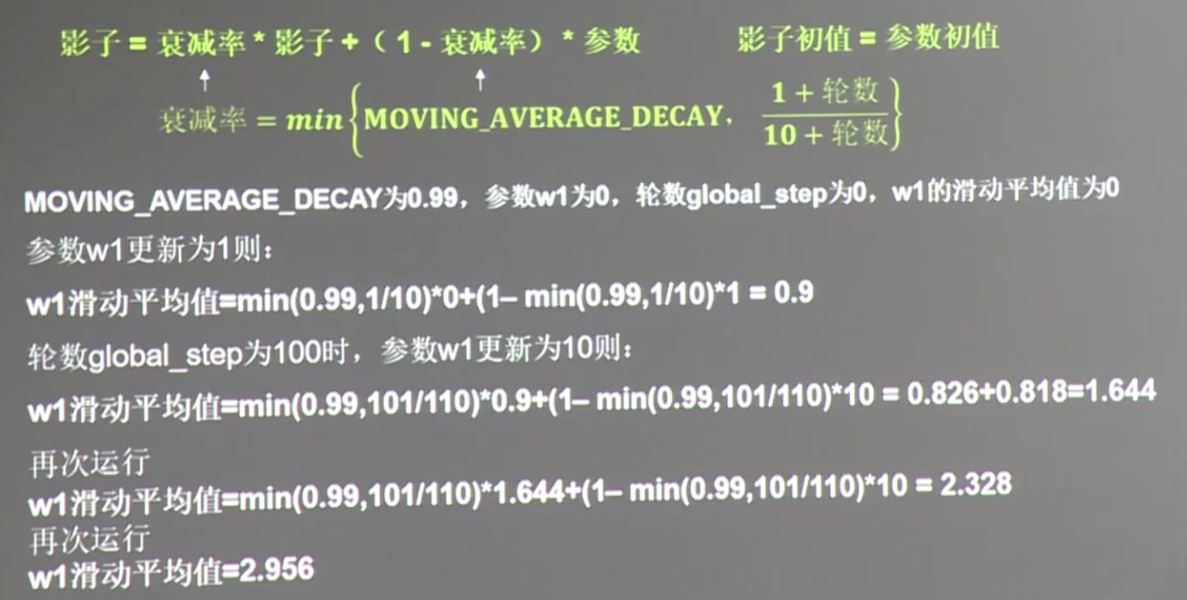 影子 = 衰减率 * 影子 + （ 1 - 衰减率） * 参数 影子初值 = 参数初值
衰减率 = min{MOVING_AVERAGE_DECAY, (1 + 轮数)/(10 + 轮数)}
MOVING_AVERAGE_DECAY为0.99，参数w1为0，轮数global_step为0，w1的滑动平均值为0
参数w1更新为1则：
w1滑动平均值=min(0.99,1/10)*0+(1– min(0.99,1/10)*1 = 0.9
轮数global_step为100时，参数w1更新为10则：
w1滑动平均值=min(0.99,101/110)*0.9+(1– min(0.99,101/110)*10 = 0.826+0.818=1.644
再次运行
w1滑动平均值=min(0.99,101/110)*1.644+(1– min(0.99,101/110)*10 = 2.328
再次运行
w1滑动平均值=2.956